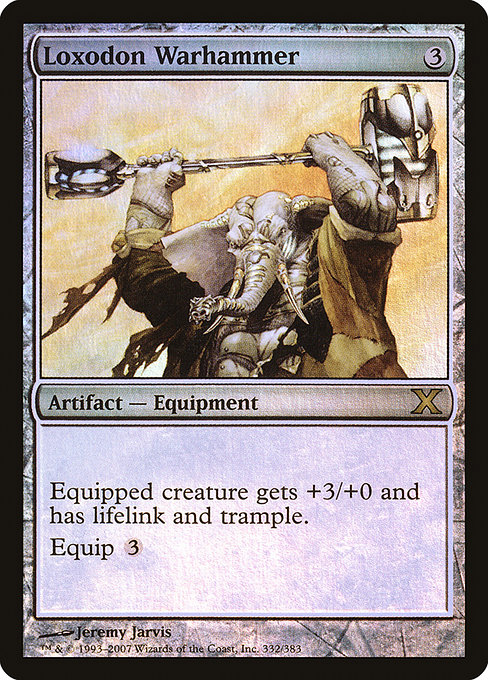 Loxodon Warhammer 3
Artifact — Equipment X
Equipped creature gets +3/+0 and
has lifelink and trample.
Equip 3
Jeremy Jarvis
™ & © 1993–2007 Wizards of the Coast, Inc. 332/383